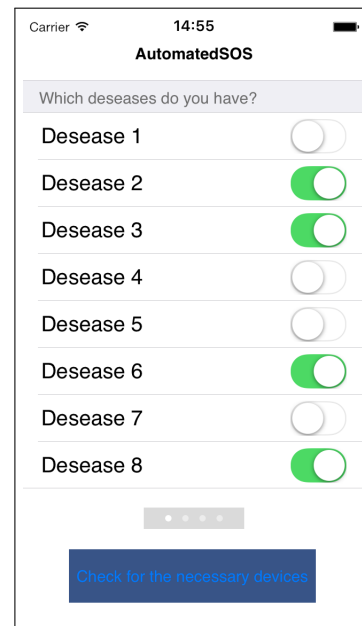 Carrier 14:55
AutomatedSOS
Which deseases do you have?
Desease 1
Desease 2
Desease 3
Desease 4
Desease 5
Desease 6
Desease 7
Desease 8
Check for the necessary devices